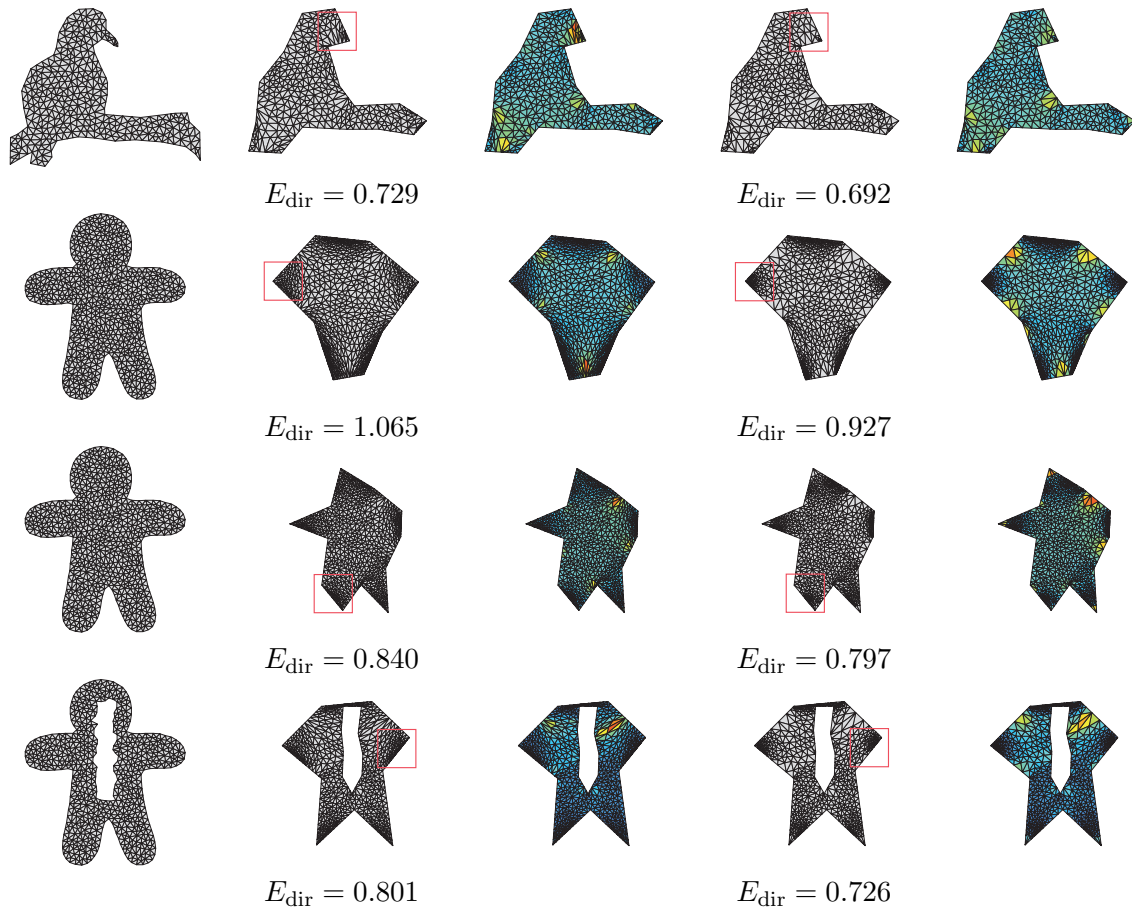 E_dir = 0.729
E_dir = 0.692
E_dir = 1.065
E_dir = 0.927
E_dir = 0.840
E_dir = 0.797
E_dir = 0.801
E_dir = 0.726